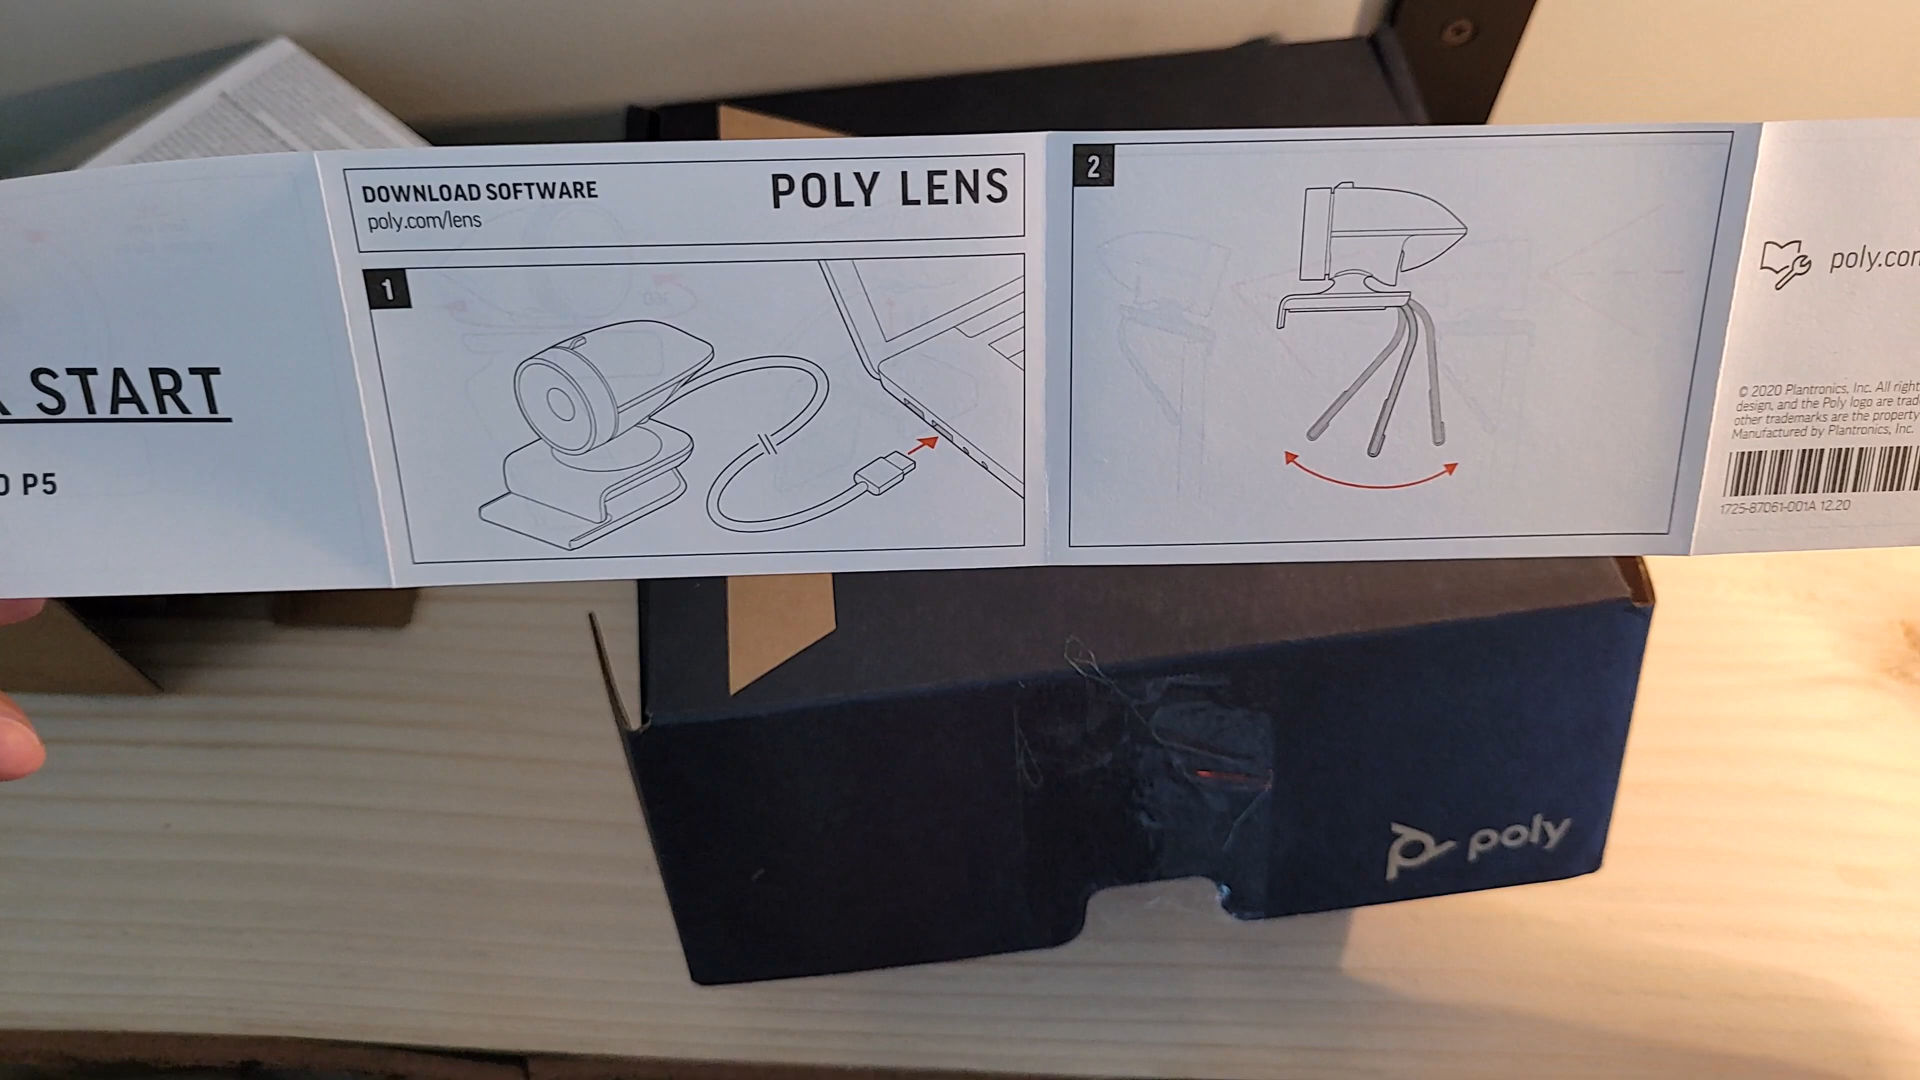 START
P5
DOWNLOAD SOFTWARE
poly.com/lens
POLY LENS
1
2
poly.com
© 2020 Plantronics, Inc. All right
design, and the Poly logo are trad
other trademarks are the property
Manufactured by Plantronics, Inc.
1725-87061-001A 12.20
poly